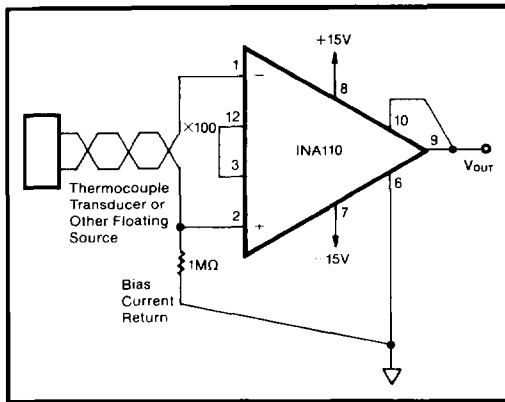 +15V
1
−
8
12
×100
10
3
INA110
9
VOUT
Thermocouple
Transducer or
Other Floating
Source
2
+
6
7
−15V
1MΩ
Bias
Current
Return